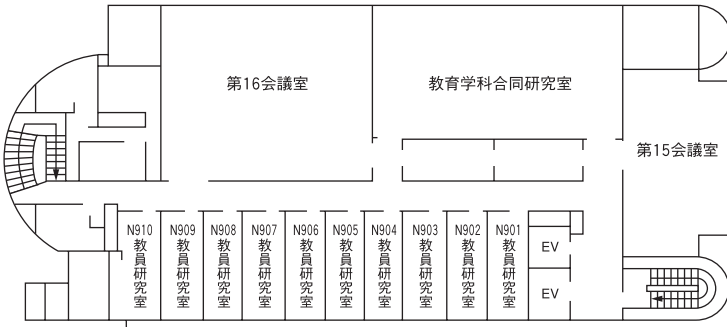 第16会議室
教育学科合同研究室
第15会議室
N910
教員研究室
N909
教員研究室
N908
教員研究室
N907
教員研究室
N906
教員研究室
N905
教員研究室
N904
教員研究室
N903
教員研究室
N902
教員研究室
N901
教員研究室
EV
EV